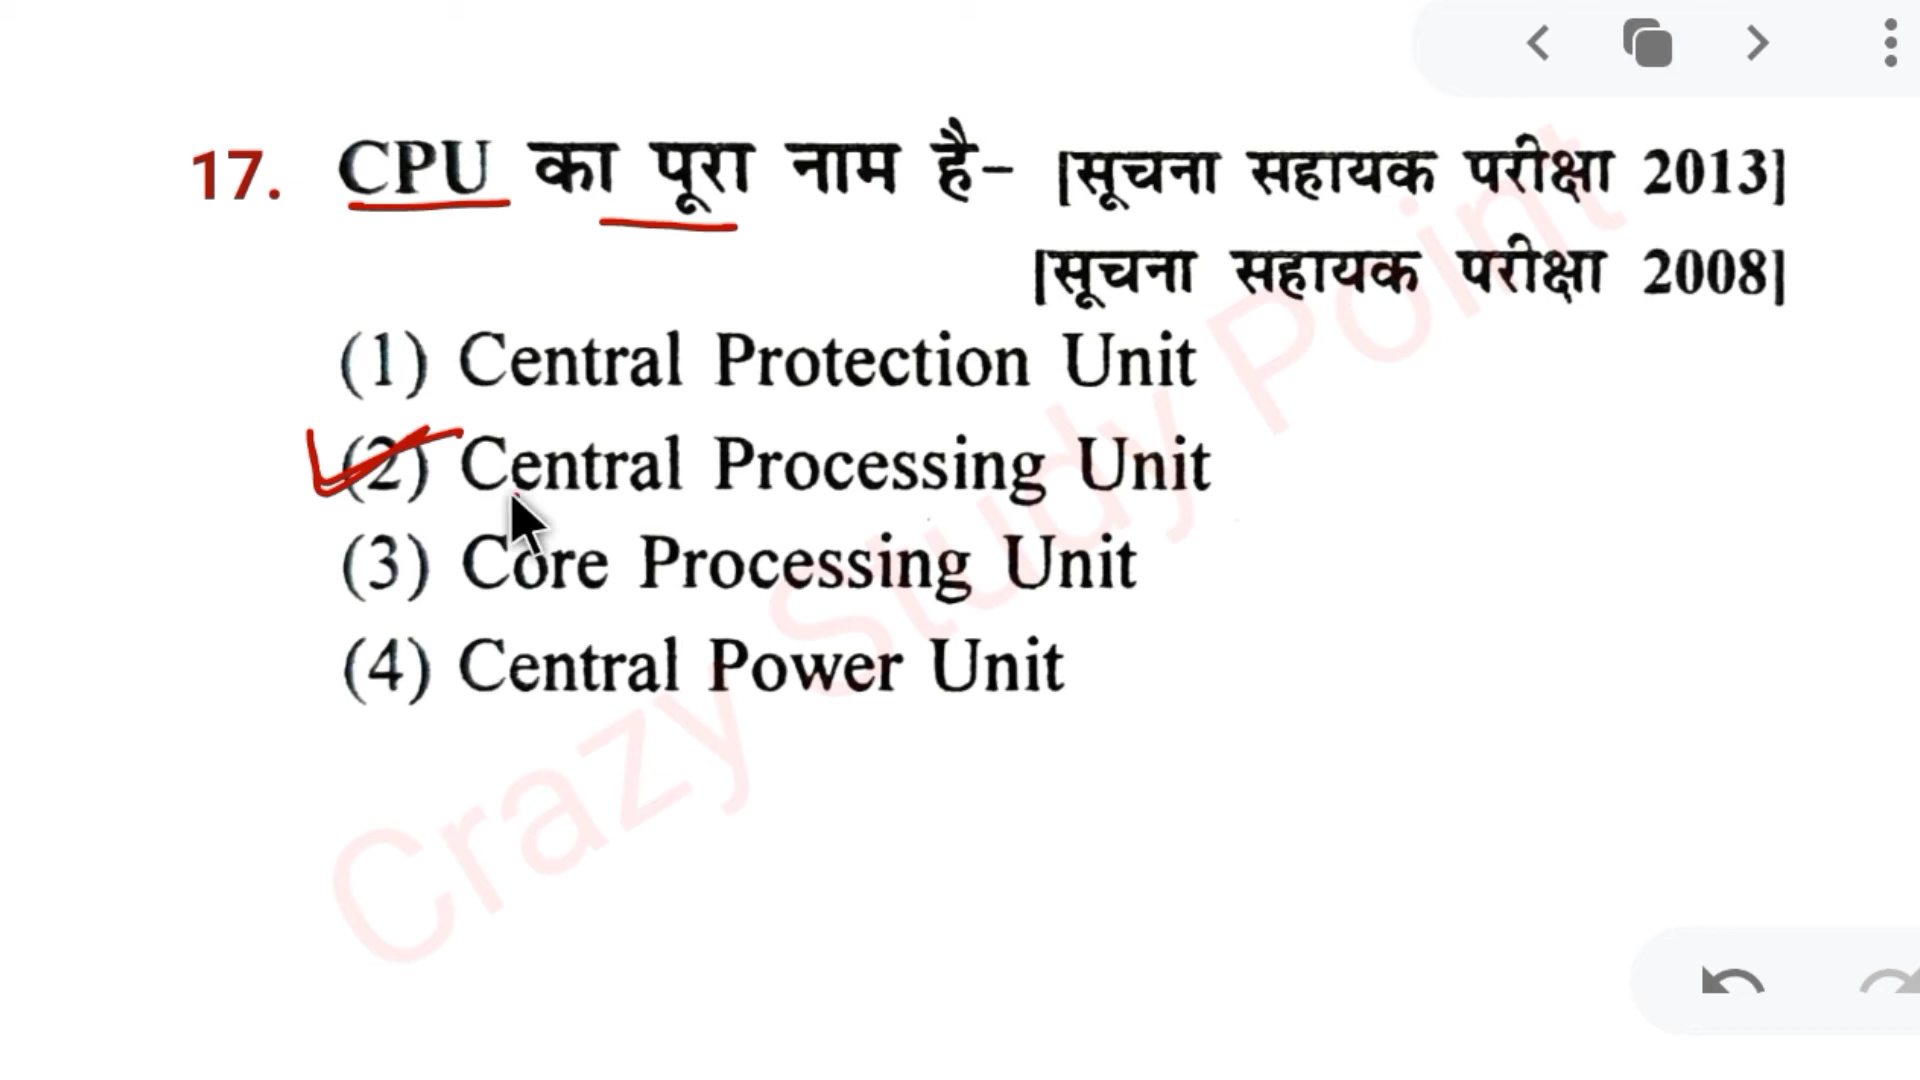 17. CPU का पूरा नाम है- [सूचना सहायक परीक्षा 2013]
[सूचना सहायक परीक्षा 2008]
(1) Central Protection Unit
(2) Central Processing Unit
(3) Core Processing Unit
(4) Central Power Unit
Crazy Study Point